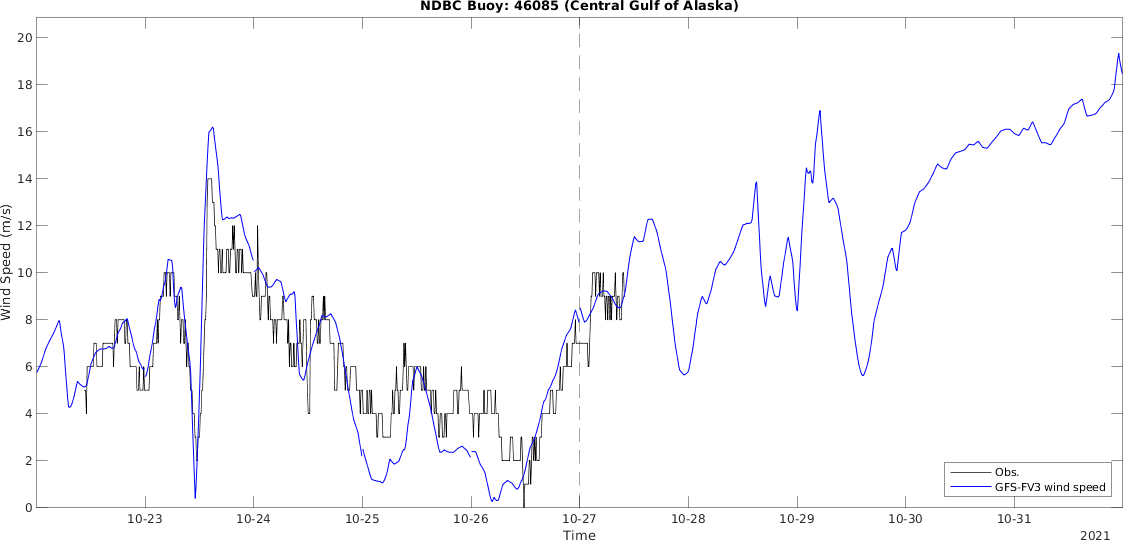 NDBC Buoy: 46085 (Central Gulf of Alaska)
Wind Speed (m/s)
20
18
16
14
12
10
8
6
4
2
0
10-23 10-24 10-25 10-26 10-27 10-28 10-29 10-30 10-31
Time
2021
Obs.
GFS-FV3 wind speed